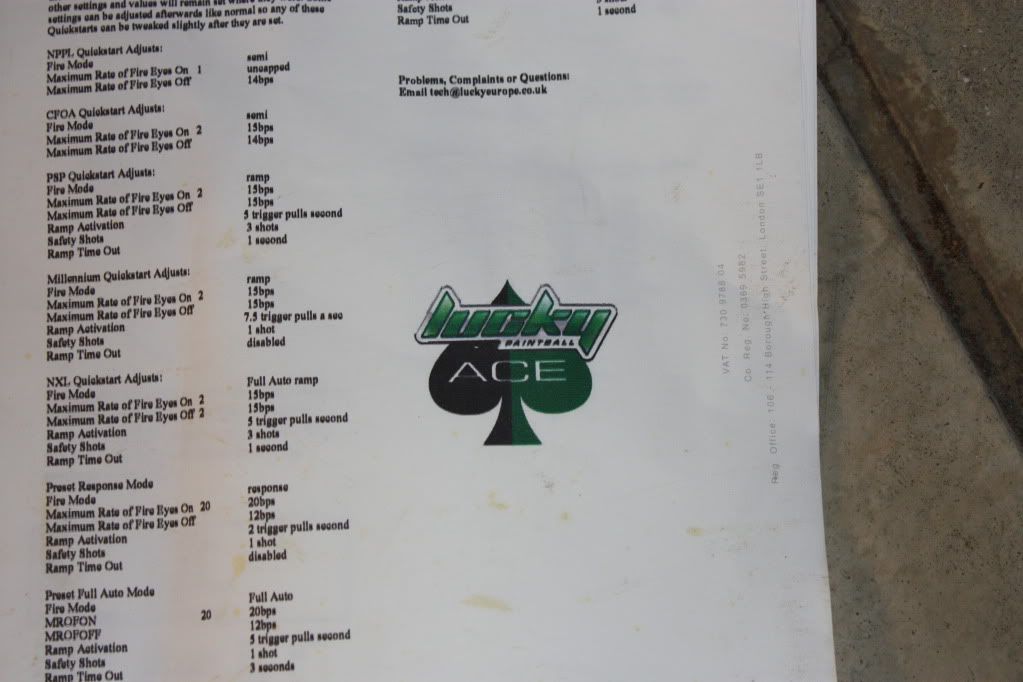 other settings and values will remain set where they were. Some
settings can be adjusted afterwards like normal so any of these
Quickstarts can be tweaked slightly after they are set.
NPPL Quickstart Adjusts:
Fire Mode semi
Maximum Rate of Fire Eyes On 1 uncapped
Maximum Rate of Fire Eyes Off 14bps
CFOA Quickstart Adjusts:
Fire Mode semi
Maximum Rate of Fire Eyes On 2 15bps
Maximum Rate of Fire Eyes Off 14bps
PSP Quickstart Adjusts:
Fire Mode ramp
Maximum Rate of Fire Eyes On 2 15bps
Maximum Rate of Fire Eyes Off 15bps
Ramp Activation 5 trigger pulls second
Safety Shots 3 shots
Ramp Time Out 1 second
Millennium Quickstart Adjusts:
Fire Mode ramp
Maximum Rate of Fire Eyes On 2 15bps
Maximum Rate of Fire Eyes Off 15bps
Ramp Activation 7.5 trigger pulls a sec
Safety Shots 1 shot
Ramp Time Out disabled
NXL Quickstart Adjusts:
Fire Mode Full Auto ramp
Maximum Rate of Fire Eyes On 2 15bps
Maximum Rate of Fire Eyes Off 2 15bps
Ramp Activation 5 trigger pulls second
Safety Shots 3 shots
Ramp Time Out 1 second
Preset Response Mode
Fire Mode response
Maximum Rate of Fire Eyes On 20 20bps
Maximum Rate of Fire Eyes Off 12bps
Ramp Activation 2 trigger pulls second
Safety Shots 1 shot
Ramp Time Out disabled
Preset Full Auto Mode
Fire Mode Full Auto
MROFON 20 20bps
MROFOFF 12bps
Ramp Activation 5 trigger pulls second
Safety Shots 1 shot
Ramp Time Out 3 seconds
Safety Shots
Ramp Time Out 1 second
Problems, Complaints or Questions:
Email tech@luckyeurope.co.uk
lucky
PAINTBALL
ACE
VAT No: 730 9788 04
Co. Reg. No: 0369 5982
Reg. Office: 106 - 114 Borough High Street, London SE1 1LB